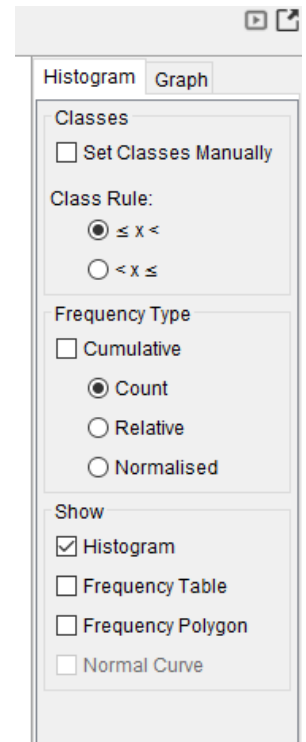 Histogram Graph
Classes
Set Classes Manually
Class Rule:
≤ x <
< x ≤
Frequency Type
Cumulative
Count
Relative
Normalised
Show
Histogram
Frequency Table
Frequency Polygon
Normal Curve